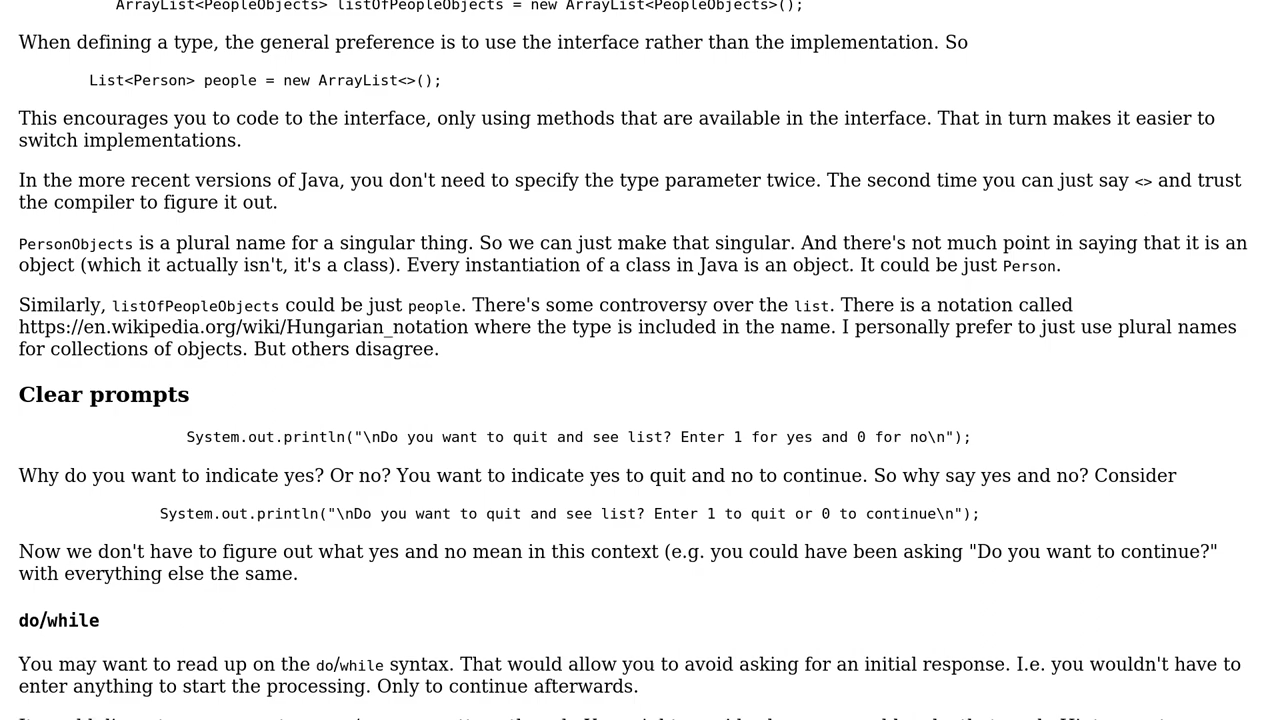 ArrayList<PeopleObjects> listOfPeopleObjects = new ArrayList<PeopleObjects>();
When defining a type, the general preference is to use the interface rather than the implementation. So
List<Person> people = new ArrayList<>();
This encourages you to code to the interface, only using methods that are available in the interface. That in turn makes it easier to
switch implementations.
In the more recent versions of Java, you don't need to specify the type parameter twice. The second time you can just say <> and trust
the compiler to figure it out.
PersonObjects is a plural name for a singular thing. So we can just make that singular. And there's not much point in saying that it is an
object (which it actually isn't, it's a class). Every instantiation of a class in Java is an object. It could be just Person.
Similarly, listOfPeopleObjects could be just people. There's some controversy over the list. There is a notation called
https://en.wikipedia.org/wiki/Hungarian_notation where the type is included in the name. I personally prefer to just use plural names
for collections of objects. But others disagree.
Clear prompts
System.out.println("\nDo you want to quit and see list? Enter 1 for yes and 0 for no\n");
Why do you want to indicate yes? Or no? You want to indicate yes to quit and no to continue. So why say yes and no? Consider
System.out.println("\nDo you want to quit and see list? Enter 1 to quit or 0 to continue\n");
Now we don't have to figure out what yes and no mean in this context (e.g. you could have been asking "Do you want to continue?"
with everything else the same.
do/while
You may want to read up on the do/while syntax. That would allow you to avoid asking for an initial response. I.e. you wouldn't have to
enter anything to start the processing. Only to continue afterwards.